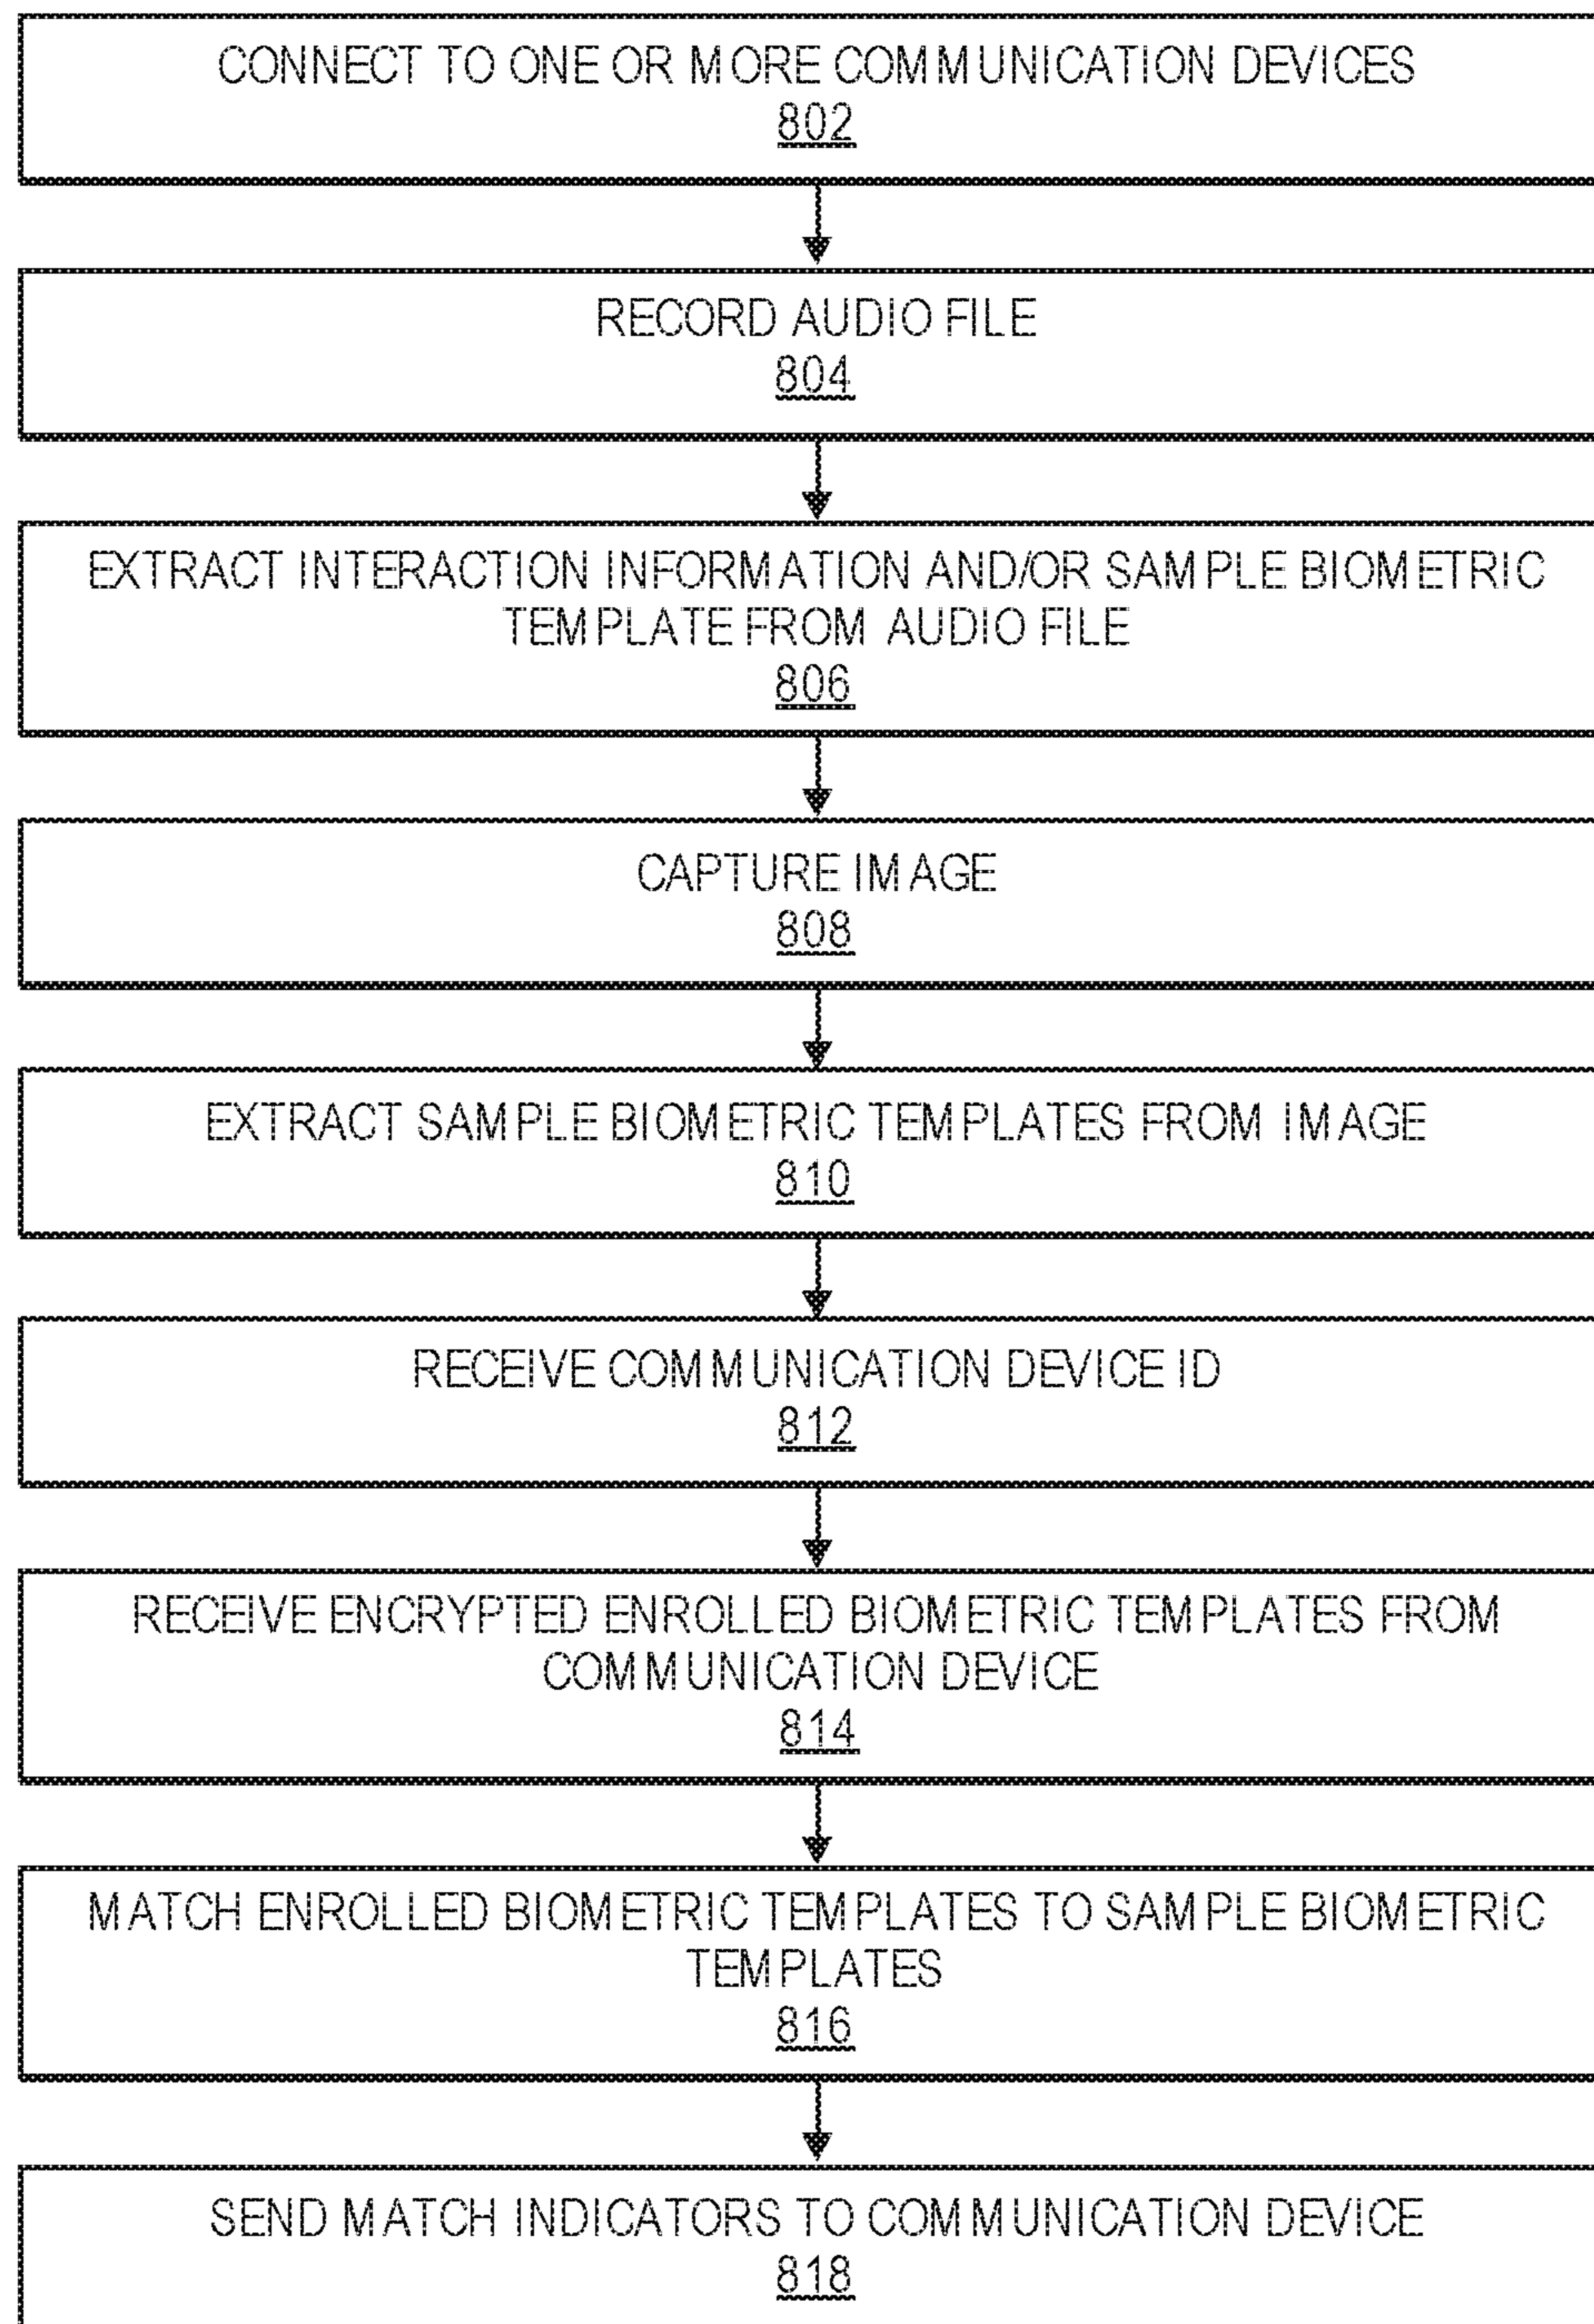 CONNECT TO ONE OR MORE COMMUNICATION DEVICES
802
RECORD AUDIO FILE
804
EXTRACT INTERACTION INFORMATION AND/OR SAMPLE BIOMETRIC
TEMPLATE FROM AUDIO FILE
806
CAPTURE IMAGE
808
EXTRACT SAMPLE BIOMETRIC TEMPLATES FROM IMAGE
810
RECEIVE COMMUNICATION DEVICE ID
812
RECEIVE ENCRYPTED ENROLLED BIOMETRIC TEMPLATES FROM
COMMUNICATION DEVICE
814
MATCH ENROLLED BIOMETRIC TEMPLATES TO SAMPLE BIOMETRIC
TEMPLATES
816
SEND MATCH INDICATORS TO COMMUNICATION DEVICE
818